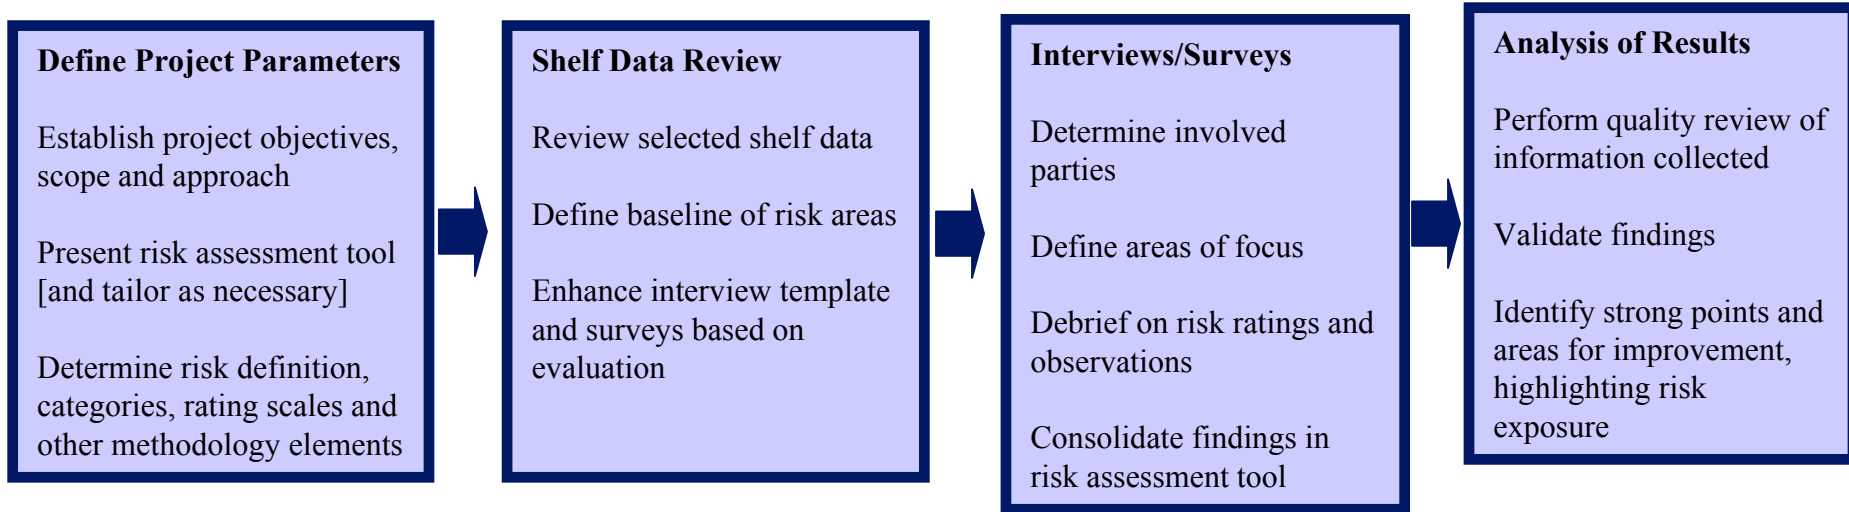 Define Project Parameters
Establish project objectives,
scope and approach
Present risk assessment tool
[and tailor as necessary]
Determine risk definition,
categories, rating scales and
other methodology elements
Shelf Data Review
Review selected shelf data
Define baseline of risk areas
Enhance interview template
and surveys based on
evaluation
Interviews/Surveys
Determine involved
parties
Define areas of focus
Debrief on risk ratings and
observations
Consolidate findings in
risk assessment tool
Analysis of Results
Perform quality review of
information collected
Validate findings
Identify strong points and
areas for improvement,
highlighting risk
exposure